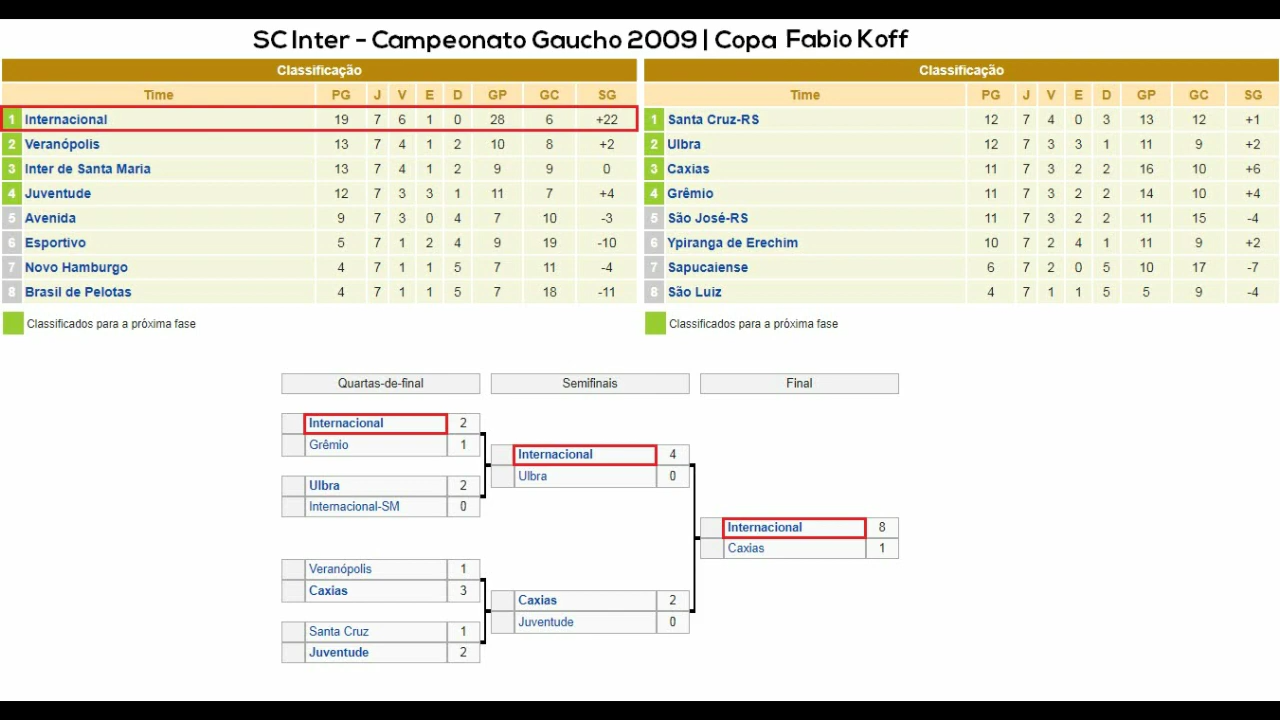 SC Inter - Campeonato Gaucho 2009 | Copa Fabio Koff
Classificação
Time PG J V E D GP GC SG
1 Internacional 19 7 6 1 0 28 6 +22
2 Veranópolis 13 7 4 1 2 10 8 +2
3 Inter de Santa Maria 13 7 4 1 2 9 9 0
4 Juventude 12 7 3 3 1 11 7 +4
5 Avenida 9 7 3 0 4 7 10 -3
6 Esportivo 5 7 1 2 4 9 19 -10
7 Novo Hamburgo 4 7 1 1 5 7 11 -4
8 Brasil de Pelotas 4 7 1 1 5 7 18 -11
Classificados para a próxima fase
Classificação
Time PG J V E D GP GC SG
1 Santa Cruz-RS 12 7 4 0 3 13 12 +1
2 Ulbra 12 7 3 3 1 11 9 +2
3 Caxias 11 7 3 2 2 16 10 +6
4 Grêmio 11 7 3 2 2 14 10 +4
5 São José-RS 11 7 3 2 2 11 15 -4
6 Ypiranga de Erechim 10 7 2 4 1 11 9 +2
7 Sapucaiense 6 7 2 0 5 10 17 -7
8 São Luiz 4 7 1 1 5 5 9 -4
Classificados para a próxima fase
Quartas-de-final
Internacional 2
Grêmio 1
Ulbra 2
Internacional-SM 0
Veranópolis 1
Caxias 3
Santa Cruz 1
Juventude 2
Semifinais
Internacional 4
Ulbra 0
Caxias 2
Juventude 0
Final
Internacional 8
Caxias 1